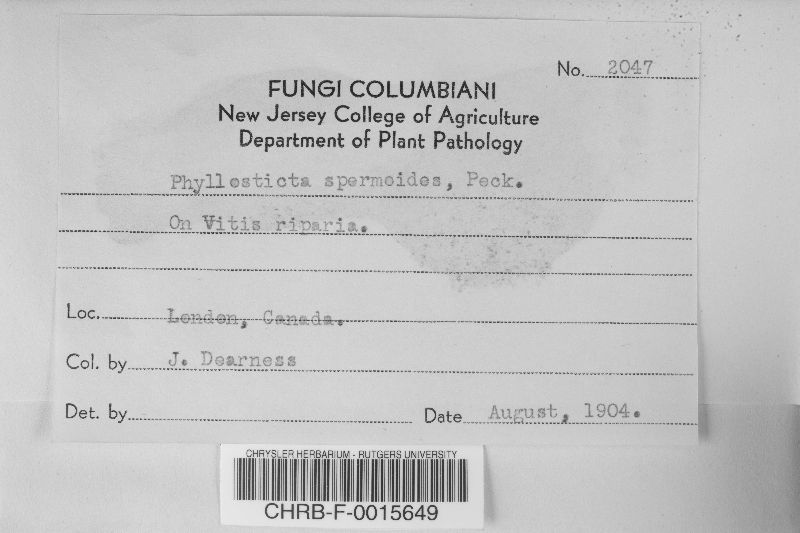 No. 2047
FUNGI COLUMBIANI
New Jersey College of Agriculture
Department of Plant Pathology
Phyllosticta spermoides, Peck.
On Vitis riparia.
Loc. London, Canada.
Col. by J. Dearness
Det. by Date August, 1904.
CHRYSLER HERBARIUM - RUTGERS UNIVERSITY
CHRB-F-0015649